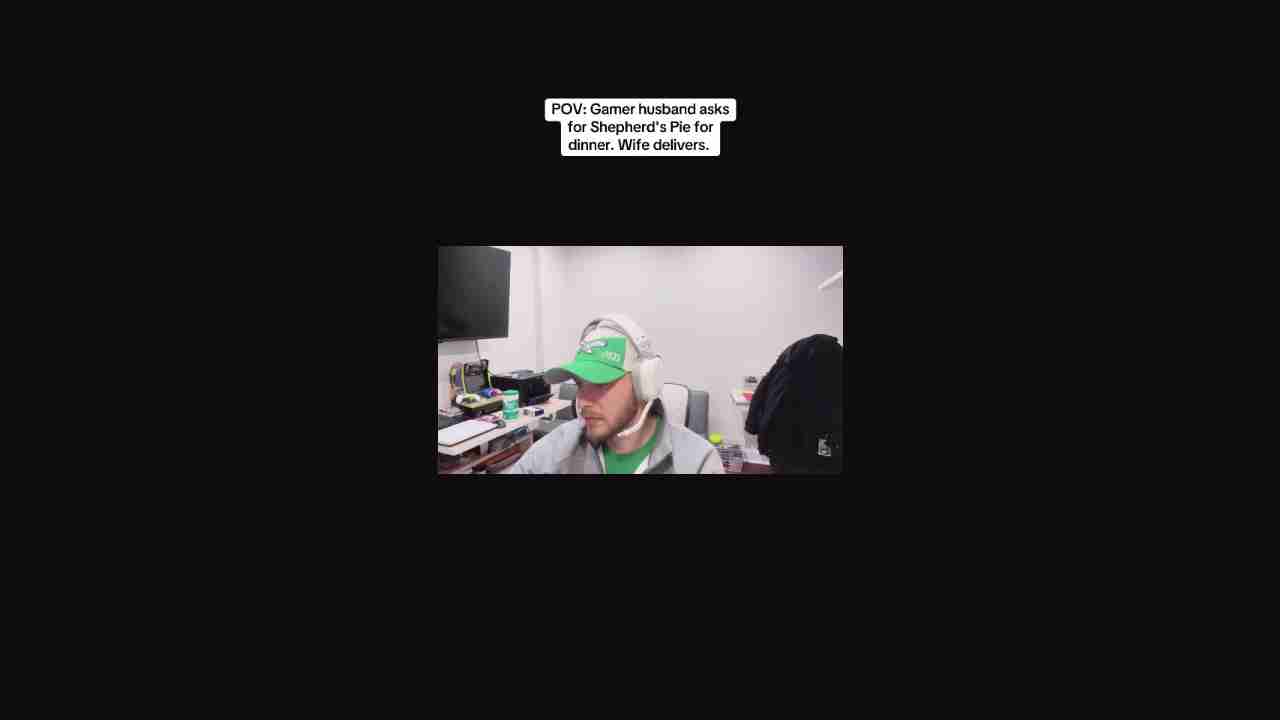 POV: Gamer husband asks
for Shepherd's Pie for
dinner. Wife delivers.